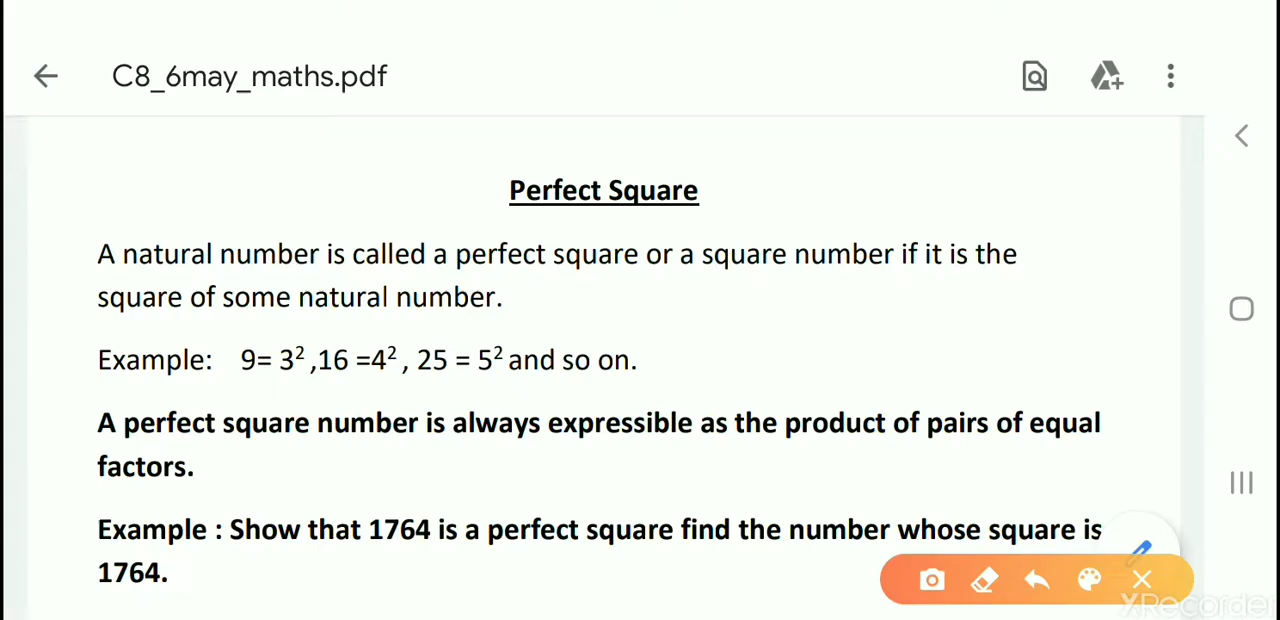 C8_6may_maths.pdf
Perfect Square
A natural number is called a perfect square or a square number if it is the
square of some natural number.
Example: 9= 3² ,16 =4² , 25 = 5² and so on.
A perfect square number is always expressible as the product of pairs of equal
factors.
Example : Show that 1764 is a perfect square find the number whose square is
1764.
XRecorder